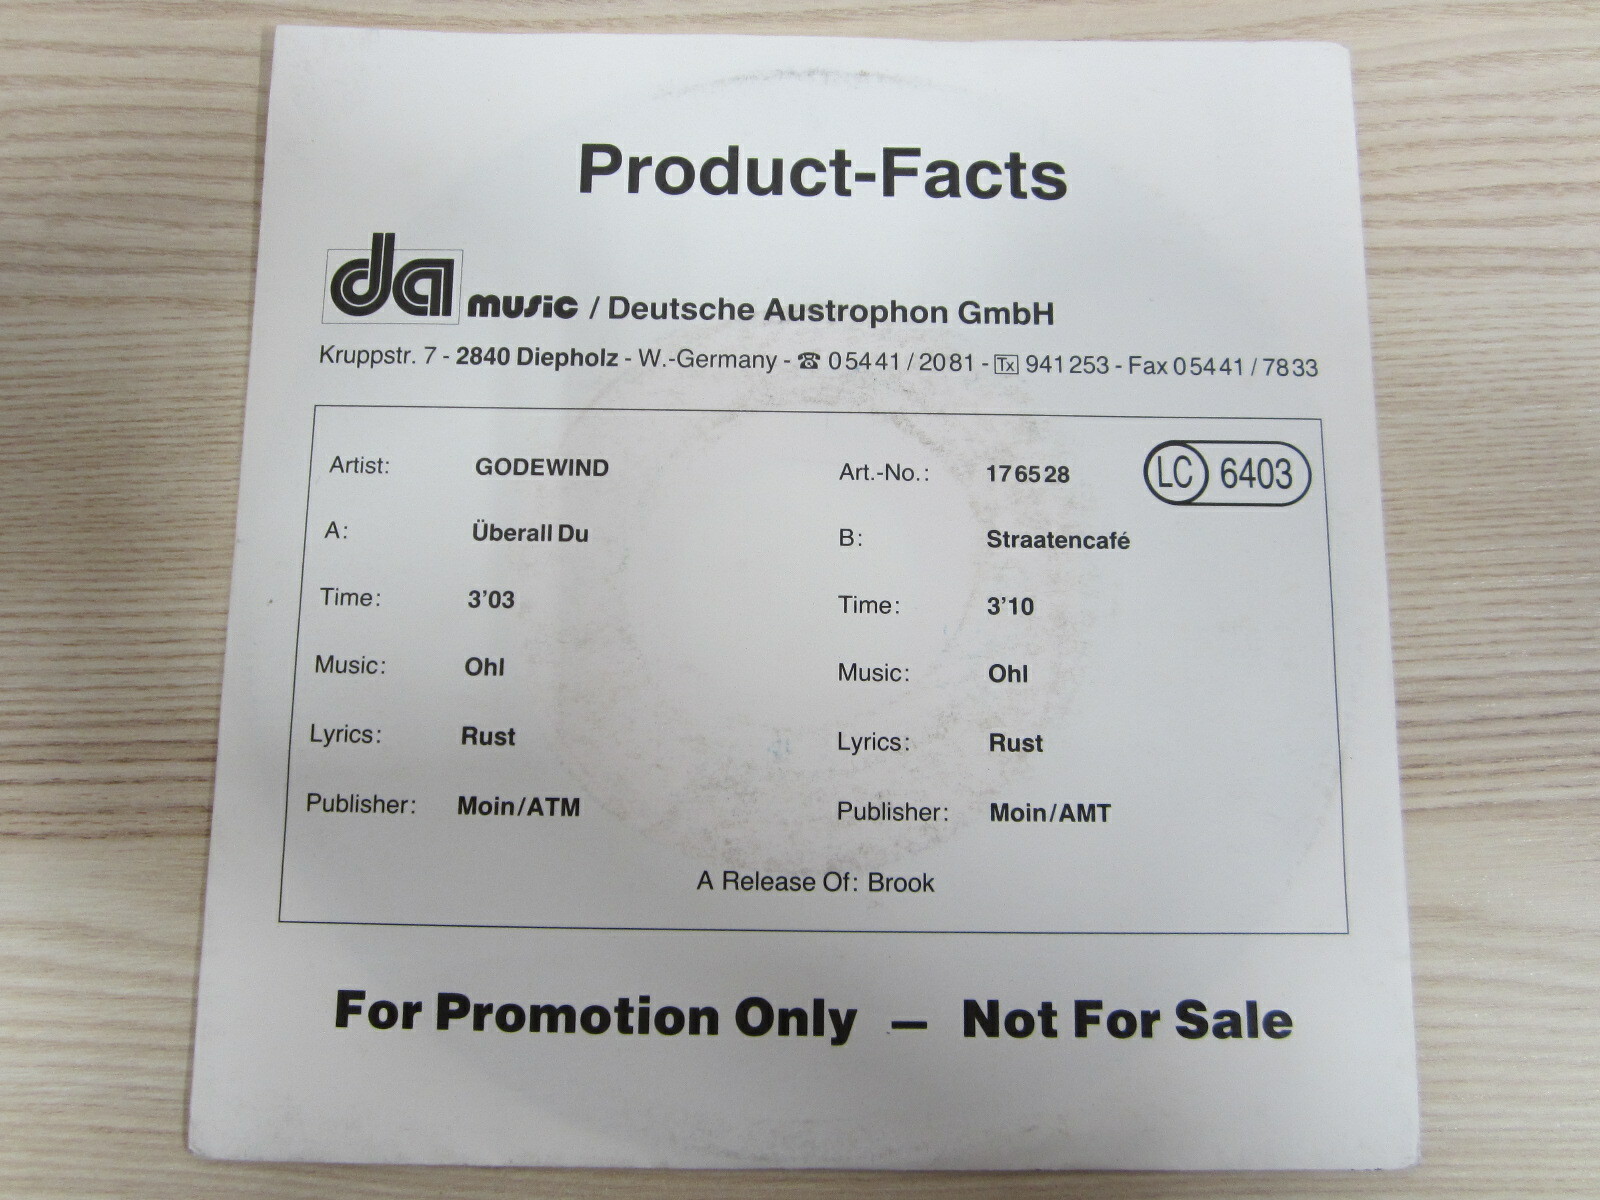 Product-Facts
da music / Deutsche Austrophon GmbH
Kruppstr. 7 - 2840 Diepholz - W.-Germany - ☎ 05441/2081 - Tx 941253 - Fax 05441/7833
Artist: GODEWIND Art.-No.: 176528 LC 6403
A: Überall Du B: Straatencafé
Time: 3'03 Time: 3'10
Music: Ohl Music: Ohl
Lyrics: Rust Lyrics: Rust
Publisher: Moin/ATM Publisher: Moin/AMT
A Release Of: Brook
For Promotion Only — Not For Sale